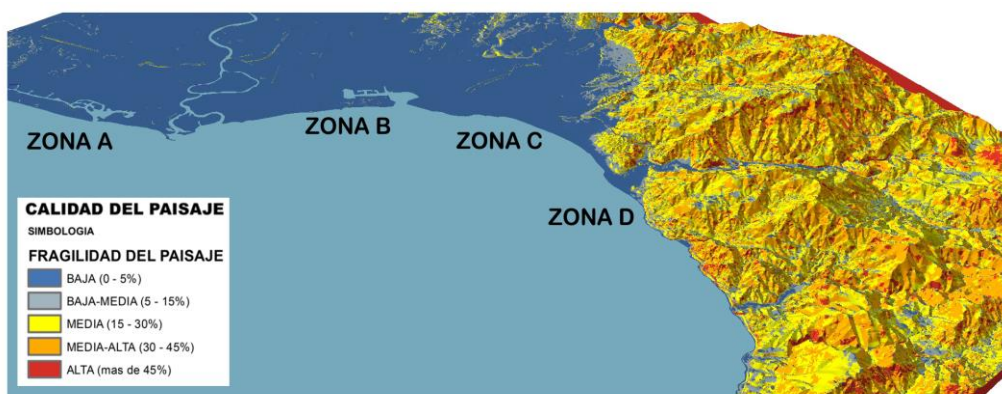 ZONA A
ZONA B
ZONA C
ZONA D
CALIDAD DEL PAISAJE
SIMBOLOGIA
FRAGILIDAD DEL PAISAJE
BAJA (0 - 5%)
BAJA-MEDIA (5 - 15%)
MEDIA (15 - 30%)
MEDIA-ALTA (30 - 45%)
ALTA (mas de 45%)